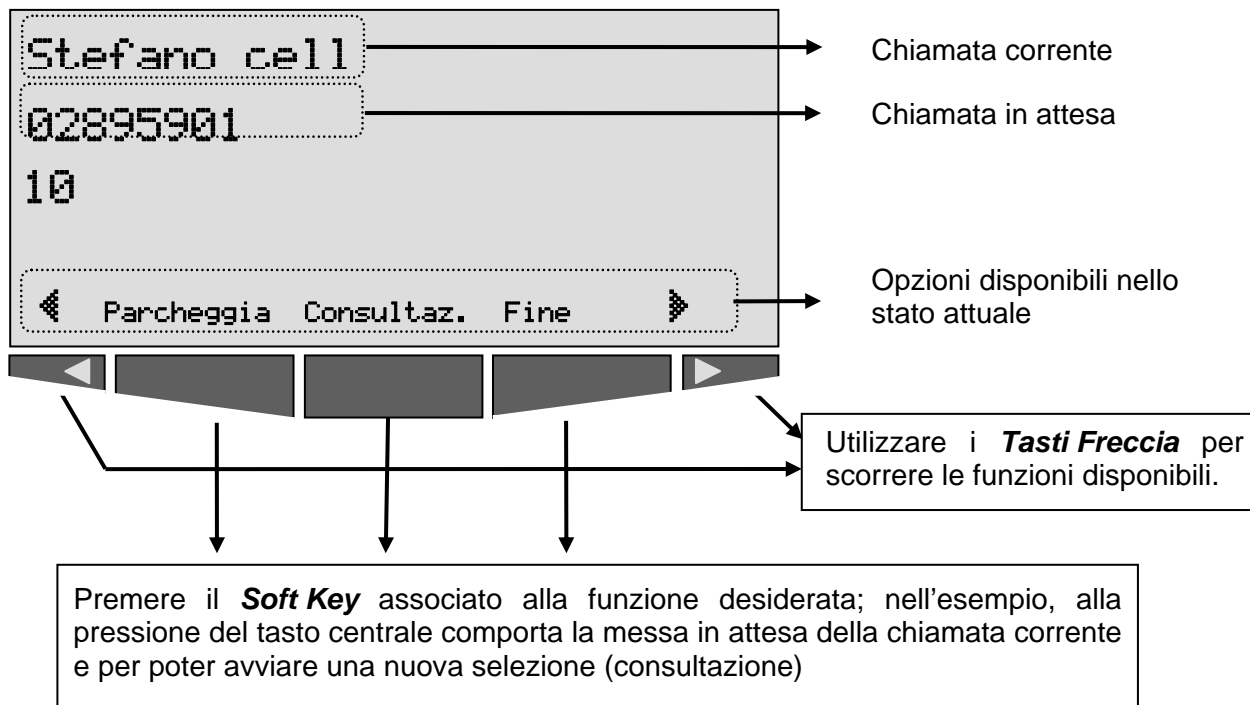 Stefano cell
Chiamata corrente
02895901
Chiamata in attesa
10
Opzioni disponibili nello
stato attuale
Parcheggia Consultaz. Fine
Utilizzare i Tasti Freccia per
scorrere le funzioni disponibili.
Premere il Soft Key associato alla funzione desiderata; nell'esempio, alla
pressione del tasto centrale comporta la messa in attesa della chiamata corrente
e per poter avviare una nuova selezione (consultazione)